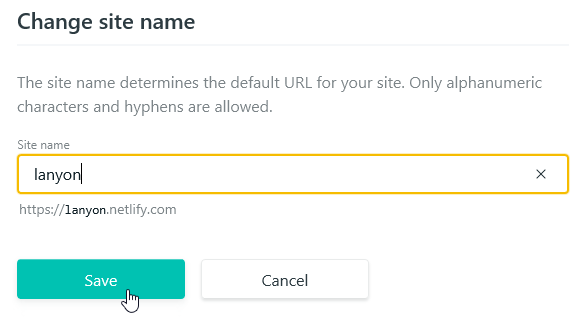 Change site name
The site name determines the default URL for your site. Only alphanumeric
characters and hyphens are allowed.
Site name
lanyon
https://lanyon.netlify.com
Save Cancel